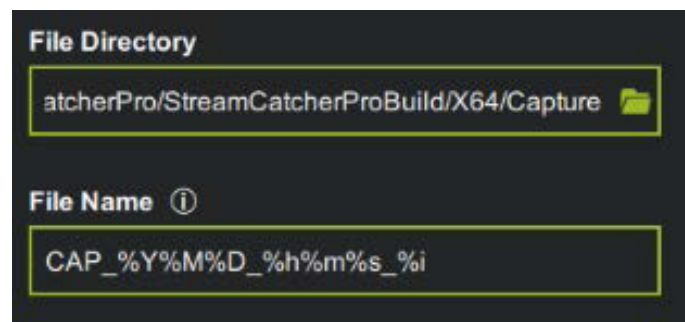 File Directory
atcherPro/StreamCatcherProBuild/X64/Capture
File Name ⓘ
CAP_%Y%M%D_%h%m%s_%i